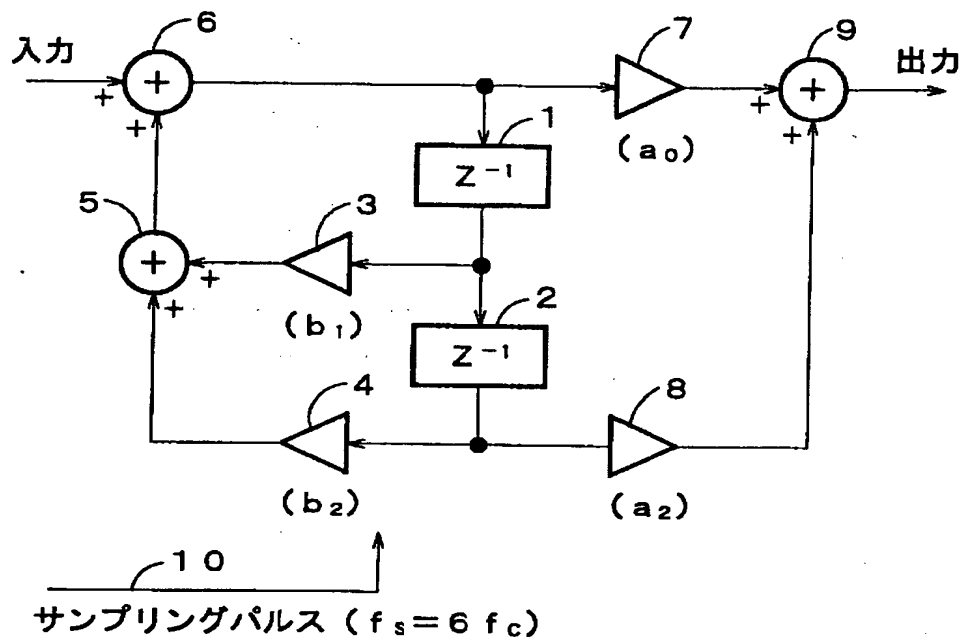 6
7
9
入力
出力
+
+
+
+
+
+
(a₀)
1
Z⁻¹
5
3
+
+
+
2
(b₁)
Z⁻¹
4
8
(b₂)
(a₂)
10
サンプリングパルス (fs=6fc)